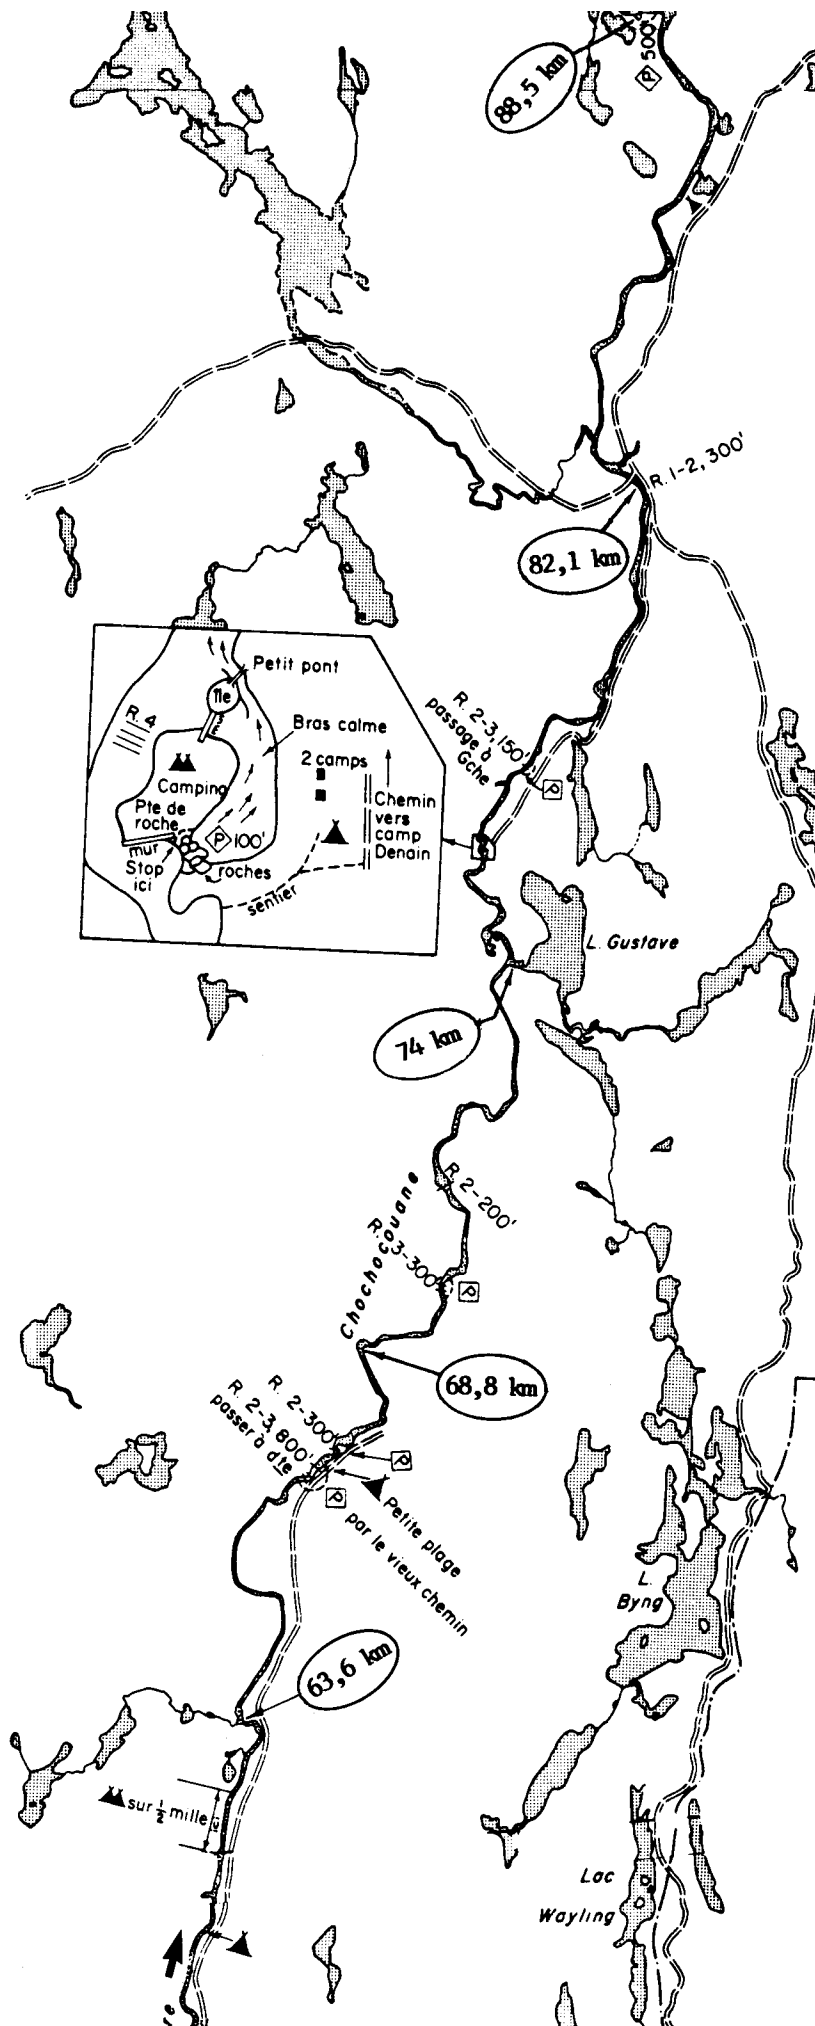 88,5 km
P 500'
R. 1-2, 300'
82,1 km
R. 2-3, 150'
passage à
Gche
Petit pont
Ile
mur
R. 4
Bras calme
2 camps
Camping
Pte de
roche
P 100'
Chemin
vers
camp
Denain
mur
Stop
ici
roches
sentier
L. Gustave
74 km
R. 2-200'
R. 3-300'
P
Chochocouane
68,8 km
R. 2-300'
R. 2-3, 800'
passer à dte
P
P
Petite plage
par le vieux chemin
L.
Byng
63,6 km
sur 1/2 mille
ici
Lac
Wayling